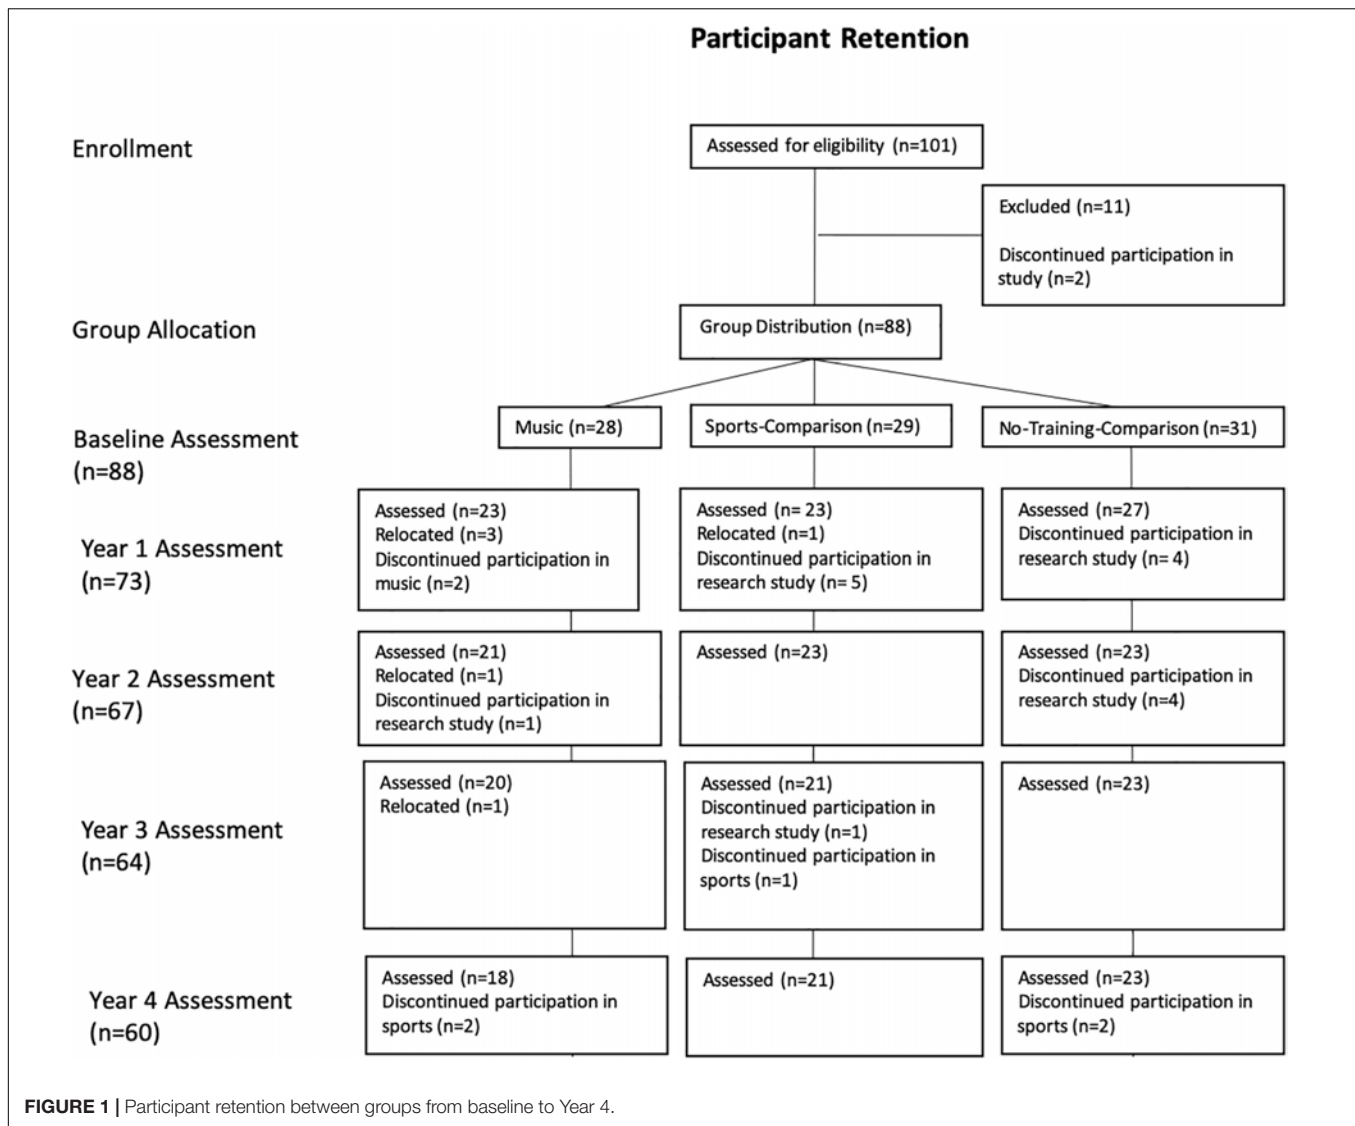 Participant Retention
Enrollment
Assessed for eligibility (n=101)
Excluded (n=11)
Discontinued participation in
study (n=2)
Group Allocation
Group Distribution (n=88)
Baseline Assessment
(n=88)
Music (n=28)
Sports-Comparison (n=29)
No-Training-Comparison (n=31)
Year 1 Assessment
(n=73)
Assessed (n=23)
Relocated (n=3)
Discontinued participation in
music (n=2)
Assessed (n= 23)
Relocated (n=1)
Discontinued participation in
research study (n= 5)
Assessed (n=27)
Discontinued participation in
research study (n= 4)
Year 2 Assessment
(n=67)
Assessed (n=21)
Relocated (n=1)
Discontinued participation in
research study (n=1)
Assessed (n=23)
Assessed (n=23)
Discontinued participation in
research study (n=4)
Year 3 Assessment
(n=64)
Assessed (n=20)
Relocated (n=1)
Assessed (n=21)
Discontinued participation in
research study (n=1)
Discontinued participation in
sports (n=1)
Assessed (n=23)
Year 4 Assessment
(n=60)
Assessed (n=18)
Discontinued participation in
sports (n=2)
Assessed (n=21)
Assessed (n=23)
Discontinued participation in
sports (n=2)
FIGURE 1 | Participant retention between groups from baseline to Year 4.